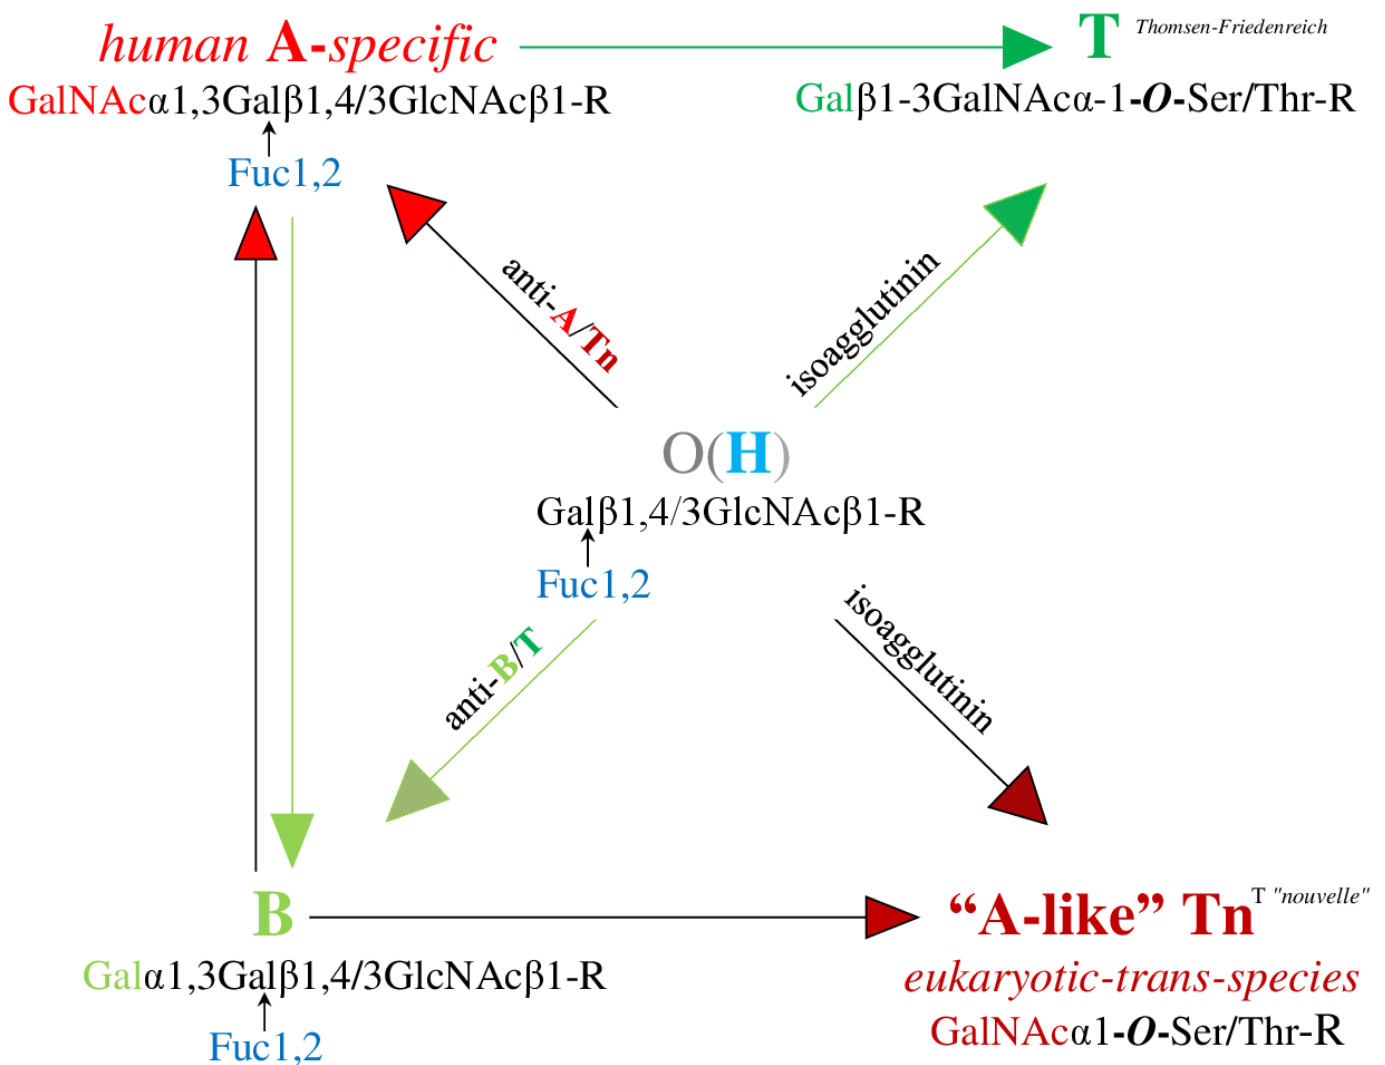 human A-specific
T Thomsen-Friedenreich
GalNAcα1,3Galβ1,4/3GlcNAcβ1-R
Galβ1-3GalNAcα-1-O-Ser/Thr-R
Fuc1,2
anti-A/Tn
isoagglutinin
O(H)
Galβ1,4/3GlcNAcβ1-R
Fuc1,2
anti-B/T
isoagglutinin
B
“A-like” Tn T "nouvelle"
Galα1,3Galβ1,4/3GlcNAcβ1-R
eukaryotic-trans-species
Fuc1,2
GalNAcα1-O-Ser/Thr-R